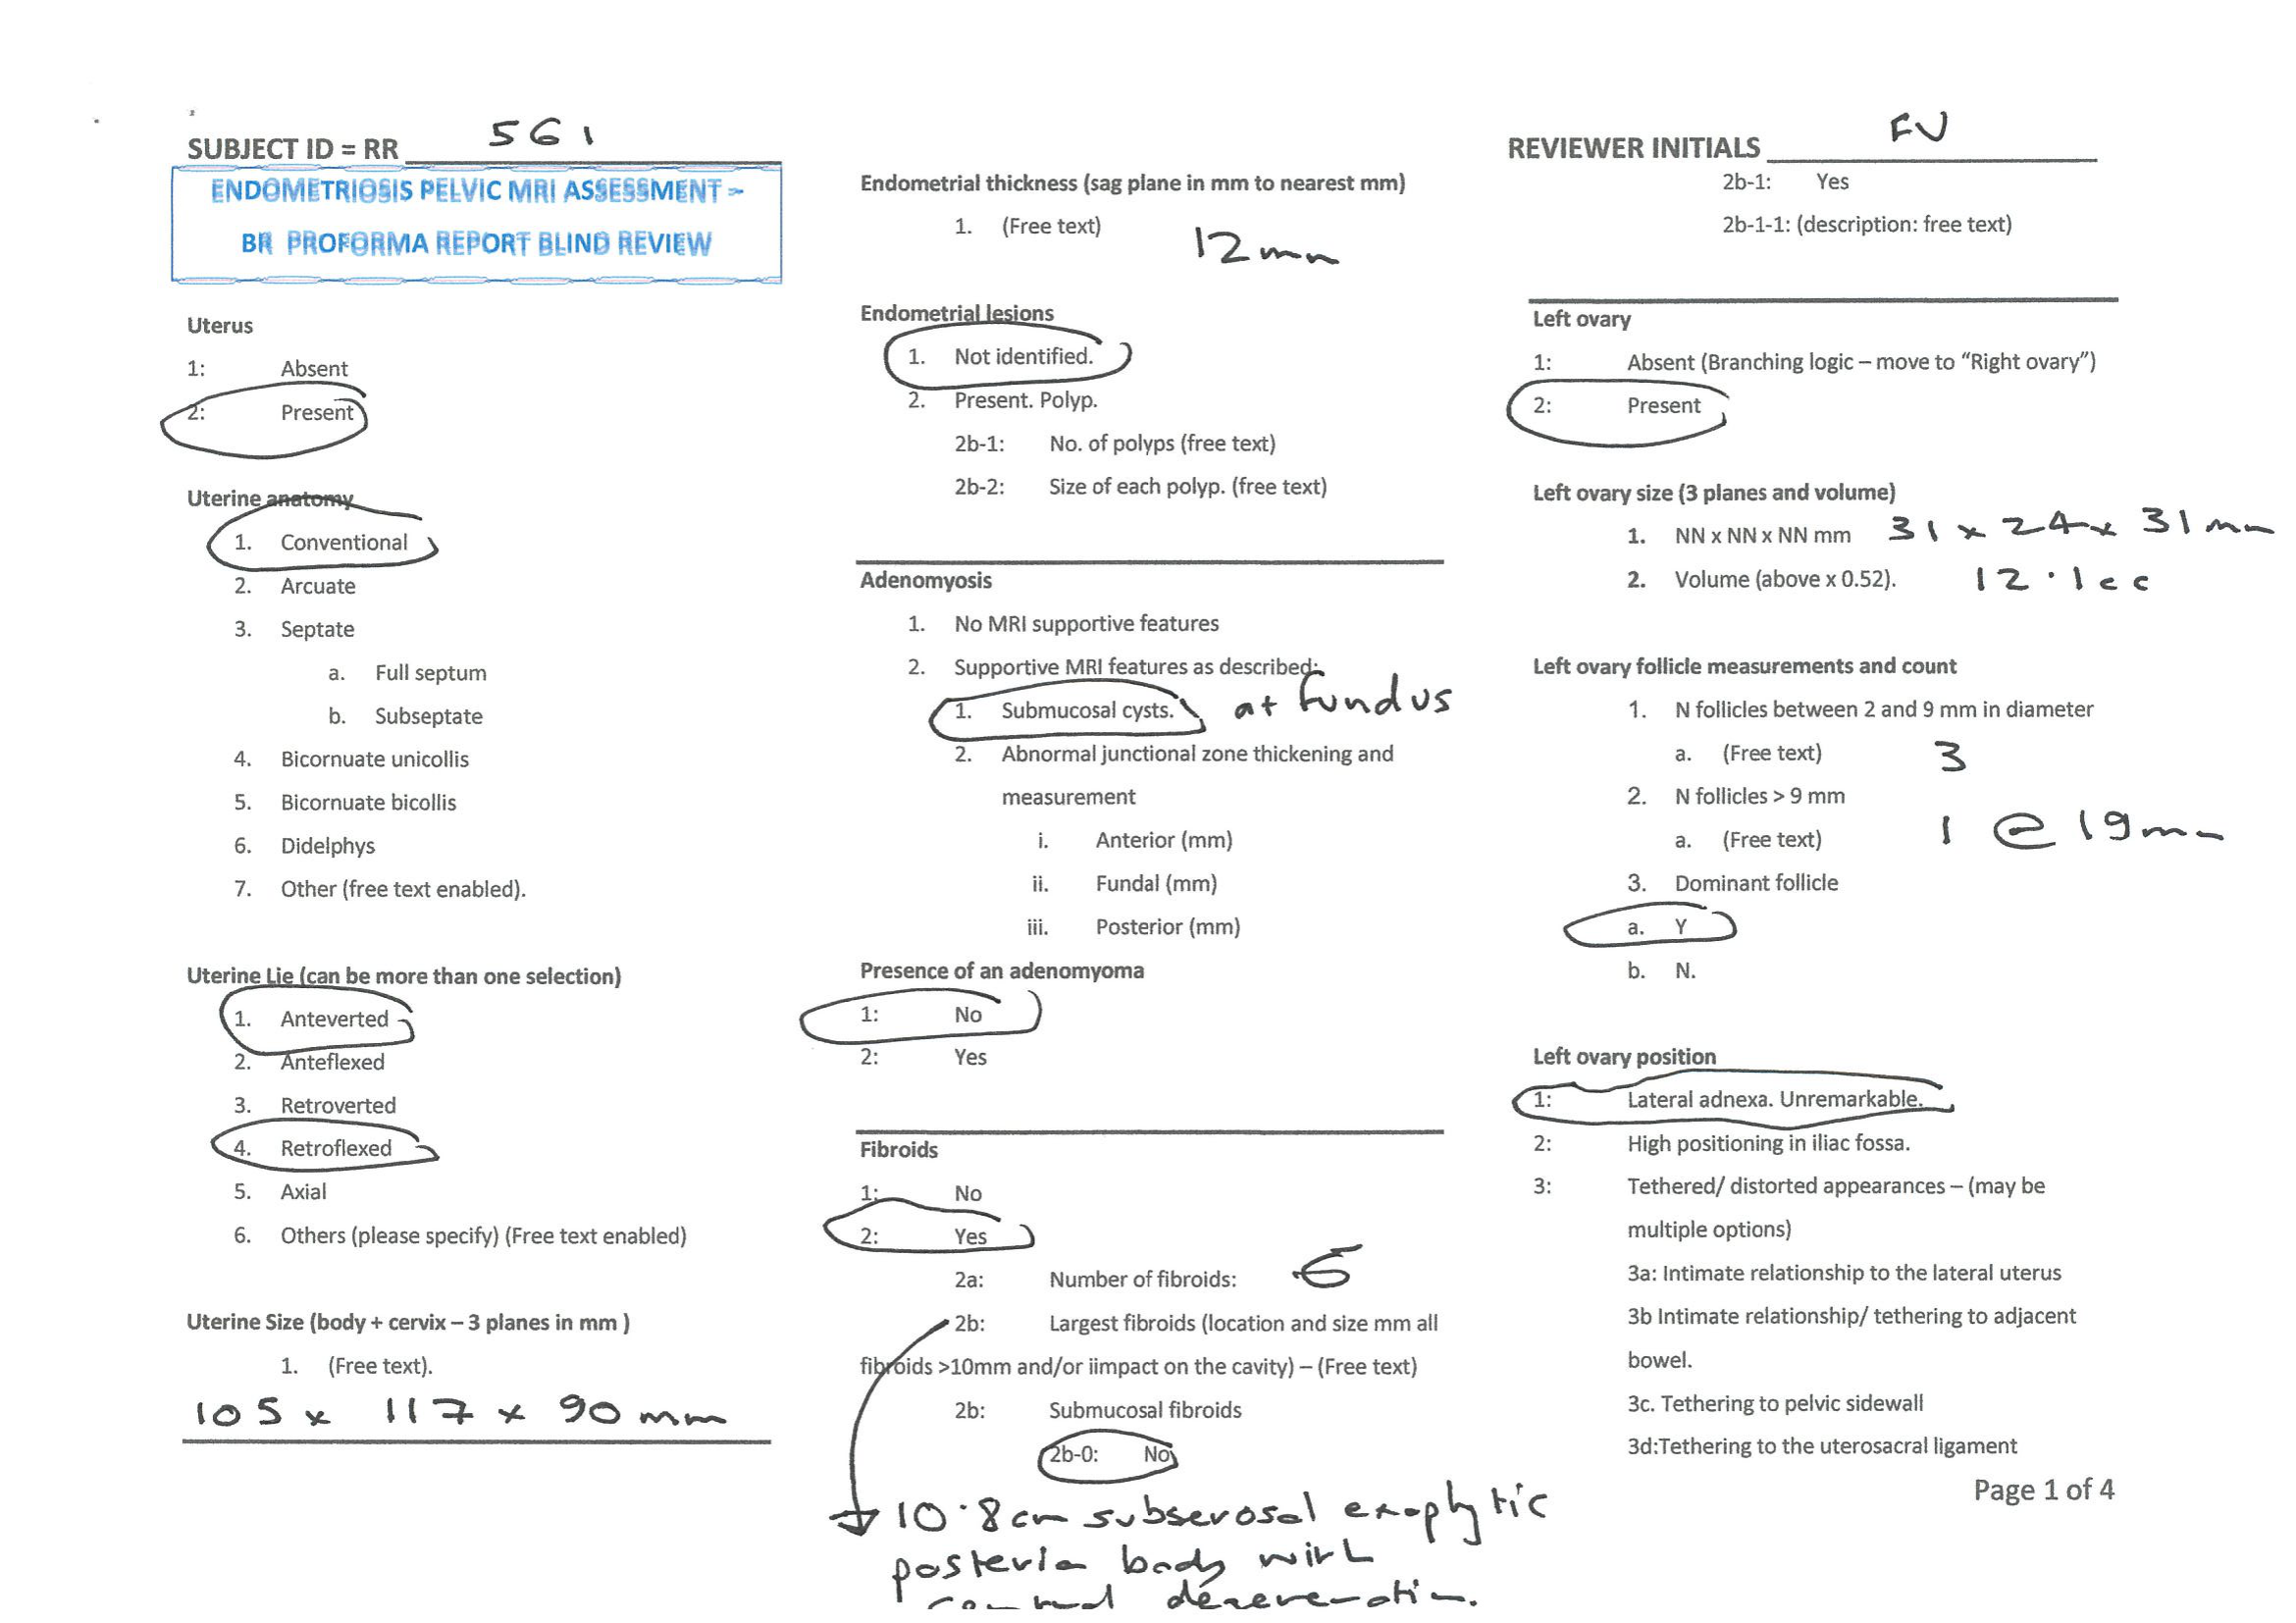 SUBJECT ID = RR 561
ENDOMETRIOSIS PELVIC MRI ASSESSMENT –
BR PROFORMA REPORT BLIND REVIEW
Uterus
1: Absent
2: Present
Uterine anatomy
1. Conventional
2. Arcuate
3. Septate
a. Full septum
b. Subseptate
4. Bicornuate unicollis
5. Bicornuate bicollis
6. Didelphys
7. Other (free text enabled).
Uterine Lie (can be more than one selection)
1. Anteverted
2. Anteflexed
3. Retroverted
4. Retroflexed
5. Axial
6. Others (please specify) (Free text enabled)
Uterine Size (body + cervix – 3 planes in mm )
1. (Free text).
105 x 117 x 90 mm
Endometrial thickness (sag plane in mm to nearest mm)
1. (Free text) 12mm
Endometrial lesions
1. Not identified.
2. Present. Polyp.
2b-1: No. of polyps (free text)
2b-2: Size of each polyp. (free text)
Adenomyosis
1. No MRI supportive features
2. Supportive MRI features as described:
1. Submucosal cysts. at fundus
2. Abnormal junctional zone thickening and
measurement
i. Anterior (mm)
ii. Fundal (mm)
iii. Posterior (mm)
Presence of an adenomyoma
1: No
2: Yes
Fibroids
1: No
2: Yes
2a: Number of fibroids:
2b: Largest fibroids (location and size mm all
fibroids >10mm and/or iimpact on the cavity) – (Free text)
2b: Submucosal fibroids
2b-0: No
10.8cm subserosal exophytic
posterior body with
central degeneration.
REVIEWER INITIALS FV
2b-1: Yes
2b-1-1: (description: free text)
Left ovary
1: Absent (Branching logic – move to “Right ovary”)
2: Present
Left ovary size (3 planes and volume)
1. NN x NN x NN mm 31 x 24 x 31mm
2. Volume (above x 0.52). 12.1cc
Left ovary follicle measurements and count
1. N follicles between 2 and 9 mm in diameter
a. (Free text) 3
2. N follicles > 9 mm
a. (Free text) 1 @ 19mm
3. Dominant follicle
a. Y
b. N.
Left ovary position
1: Lateral adnexa. Unremarkable.
2: High positioning in iliac fossa.
3: Tethered/ distorted appearances – (may be
multiple options)
3a: Intimate relationship to the lateral uterus
3b Intimate relationship/ tethering to adjacent
bowel.
3c. Tethering to pelvic sidewall
3d:Tethering to the uterosacral ligament
Page 1 of 4